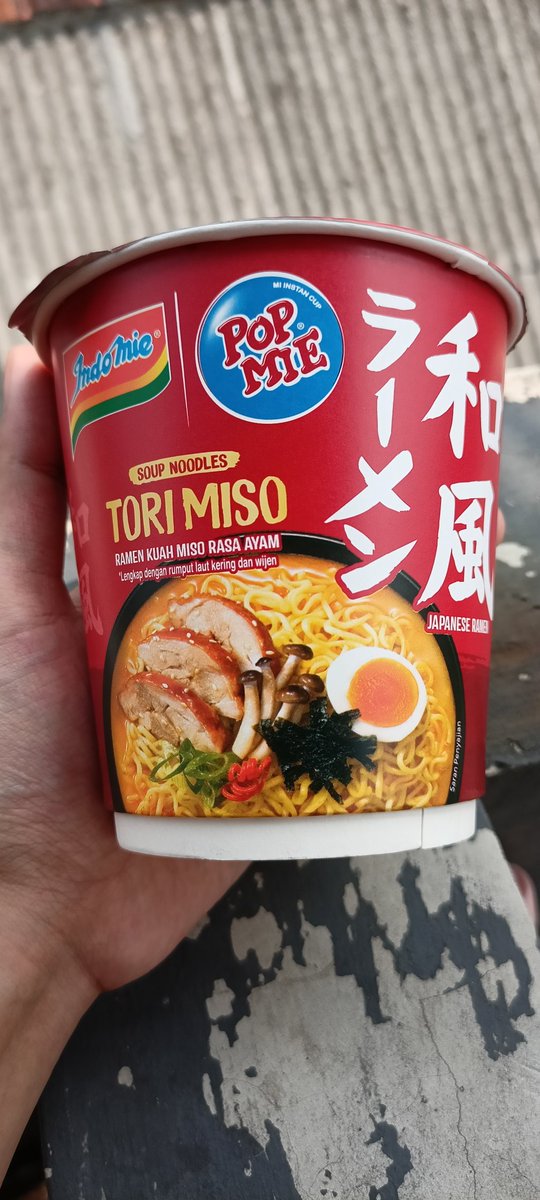 Indomie
MI INSTAN CUP
POP
MIE
SOUP NOODLES
TORI MISO
RAMEN KUAH MISO RASA AYAM
*Lengkap dengan rumput laut kering dan wijen
和風
ラーメン
JAPANESE RAMEN
Saran Penyajian